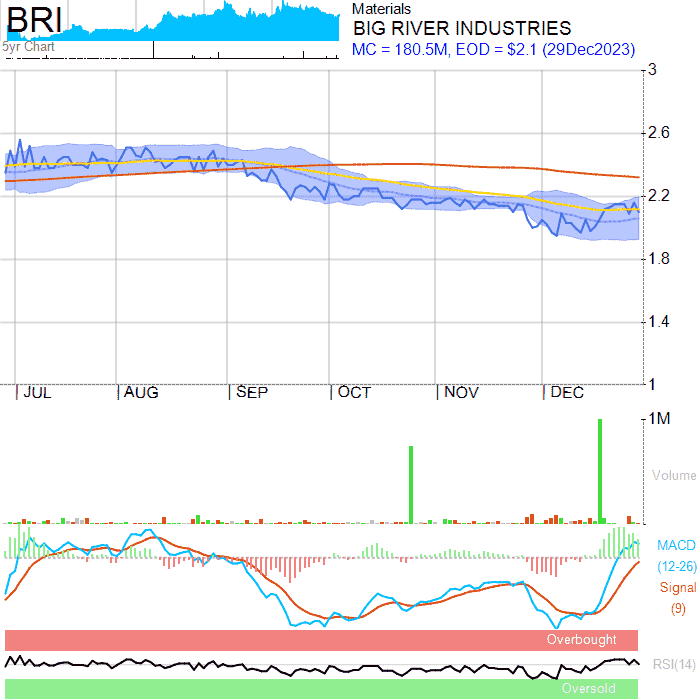 BRI
5yr Chart
Materials
BIG RIVER INDUSTRIES
MC = 180.5M, EOD = $2.1 (29Dec2023)
3
2.6
2.2
1.8
1.4
1
JUL AUG SEP OCT NOV DEC
1M
Volume
MACD
(12-26)
Signal
(9)
Overbought
RSI(14)
Oversold